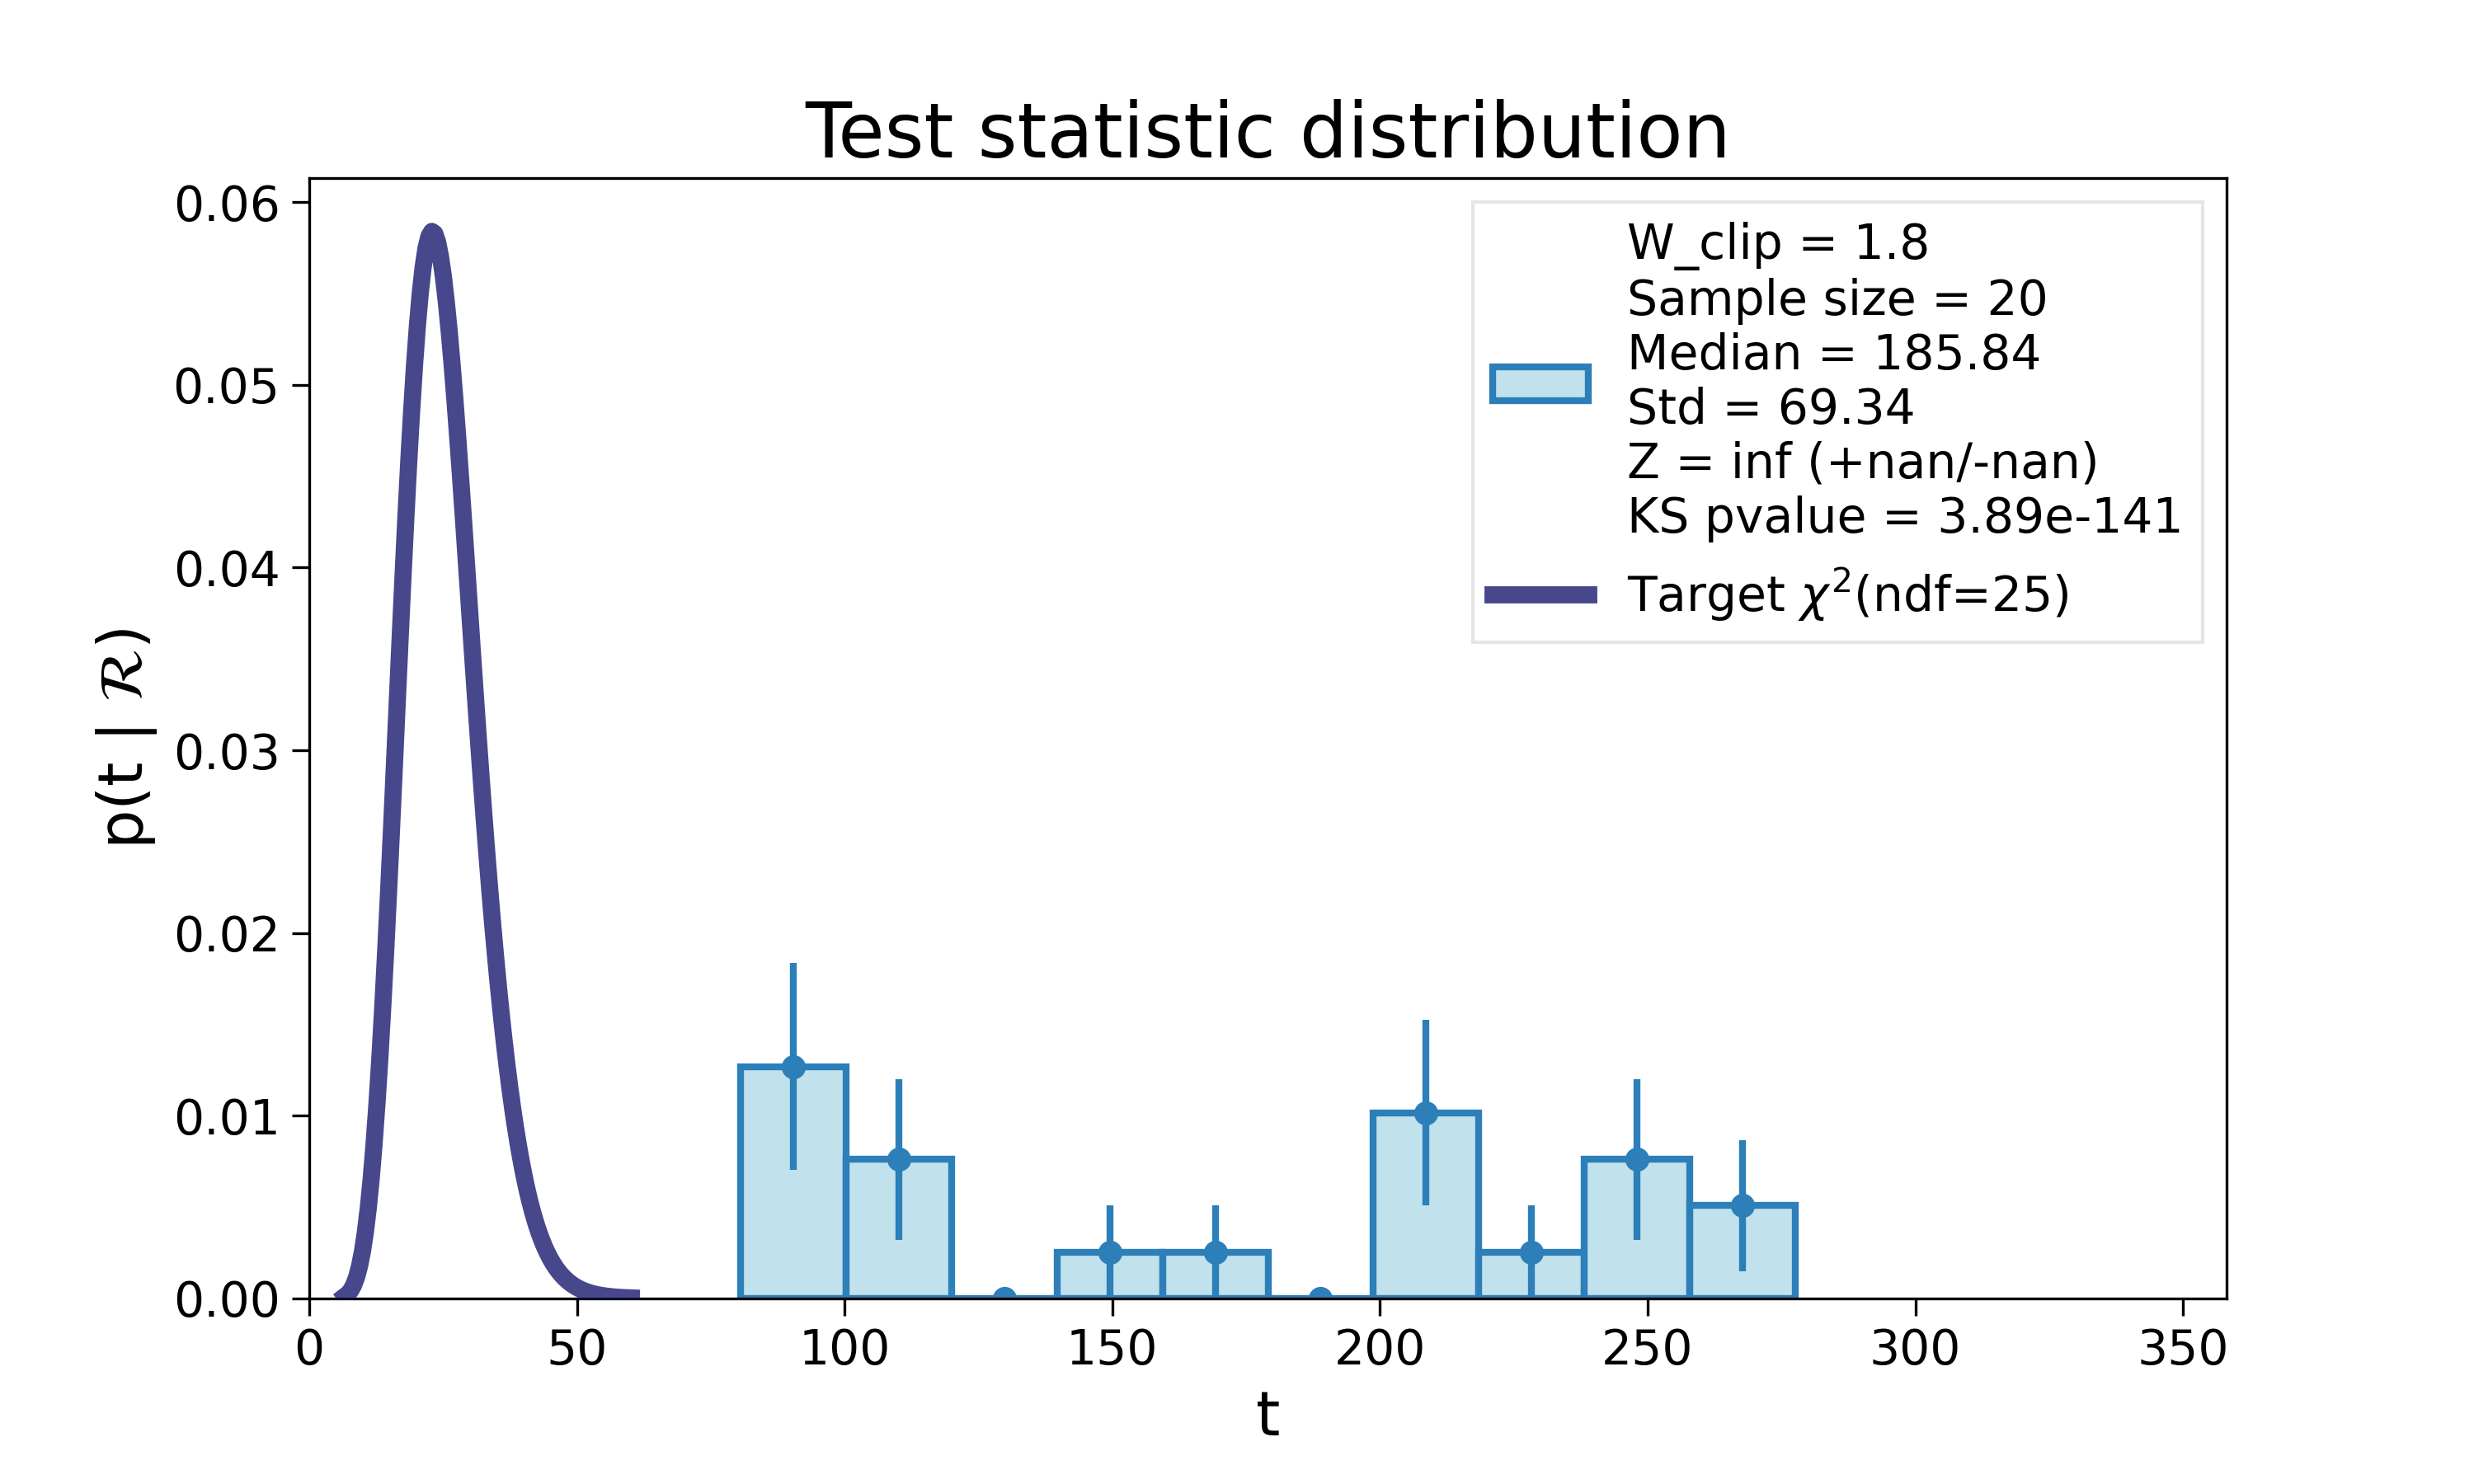 Test statistic distribution
W_clip = 1.8
Sample size = 20
Median = 185.84
Std = 69.34
Z = inf (+nan/-nan)
KS pvalue = 3.89e-141
Target χ²(ndf=25)
p(t | ℛ)
0.06
0.05
0.04
0.03
0.02
0.01
0.00
0 50 100 150 200 250 300 350
t